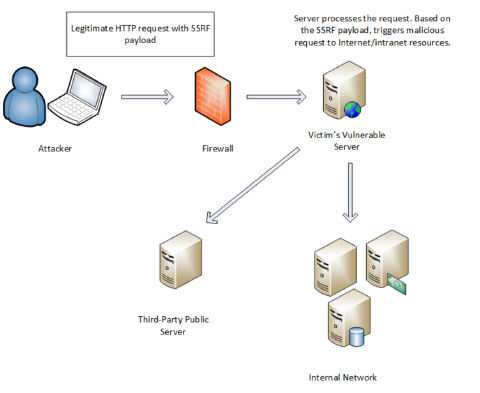 Legitimate HTTP request with SSRF
payload
Server processes the request. Based on
the SSRF payload, triggers malicious
request to Internet/intranet resources.
Attacker
Firewall
Victim's Vulnerable
Server
Third-Party Public
Server
Internal Network